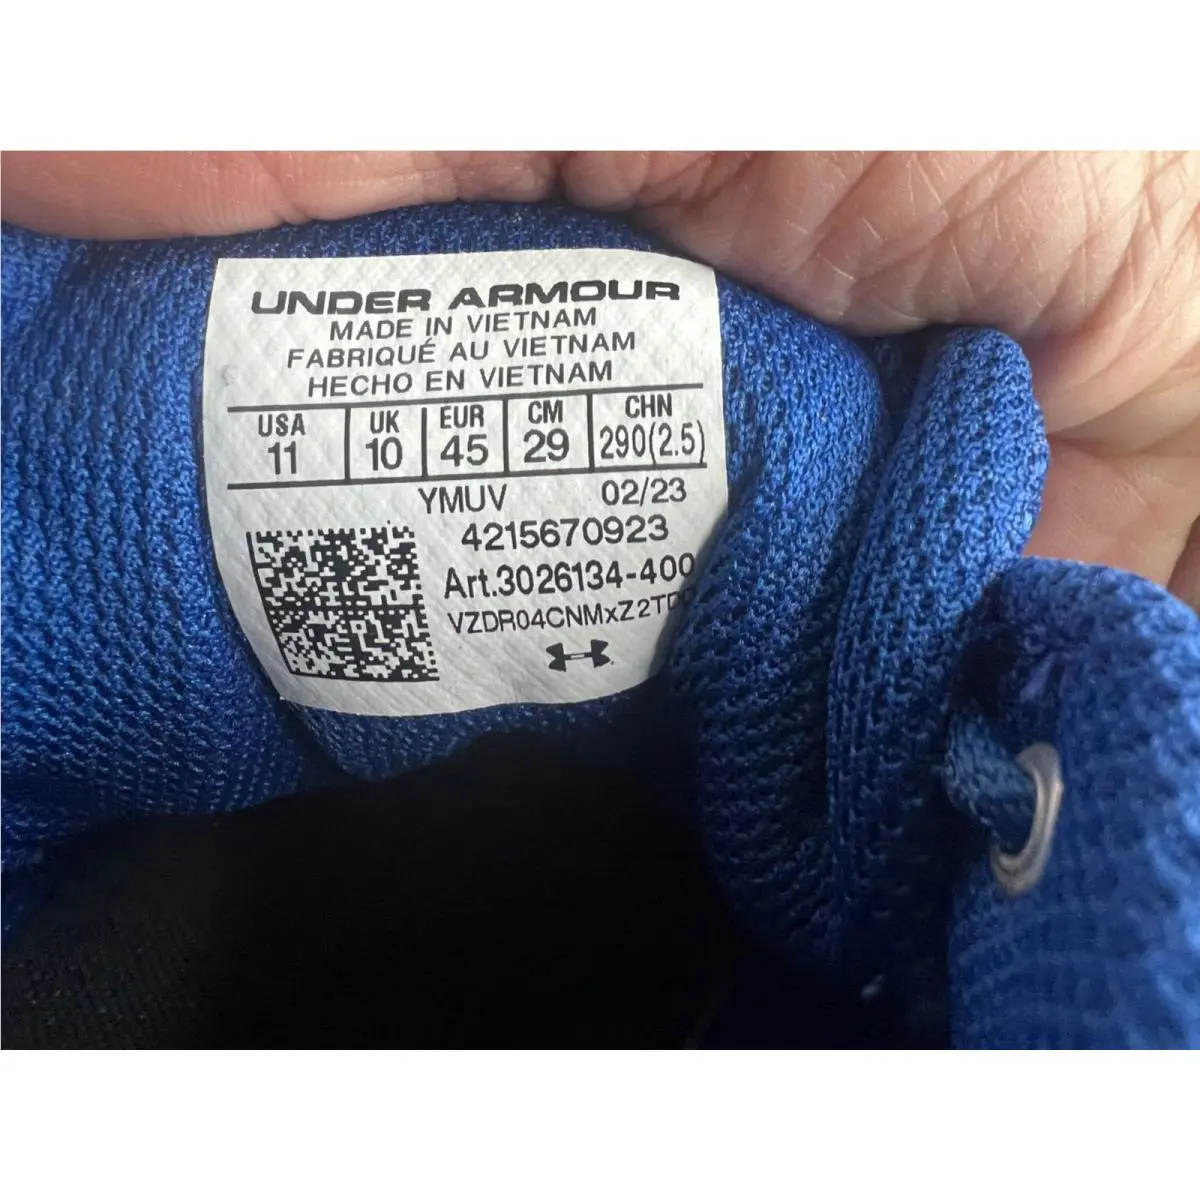 UNDER ARMOUR
MADE IN VIETNAM
FABRIQUÉ AU VIETNAM
HECHO EN VIETNAM
USA UK EUR CM CHN
11 10 45 29 290(2.5)
YMUV 02/23
4215670923
Art.3026134-400